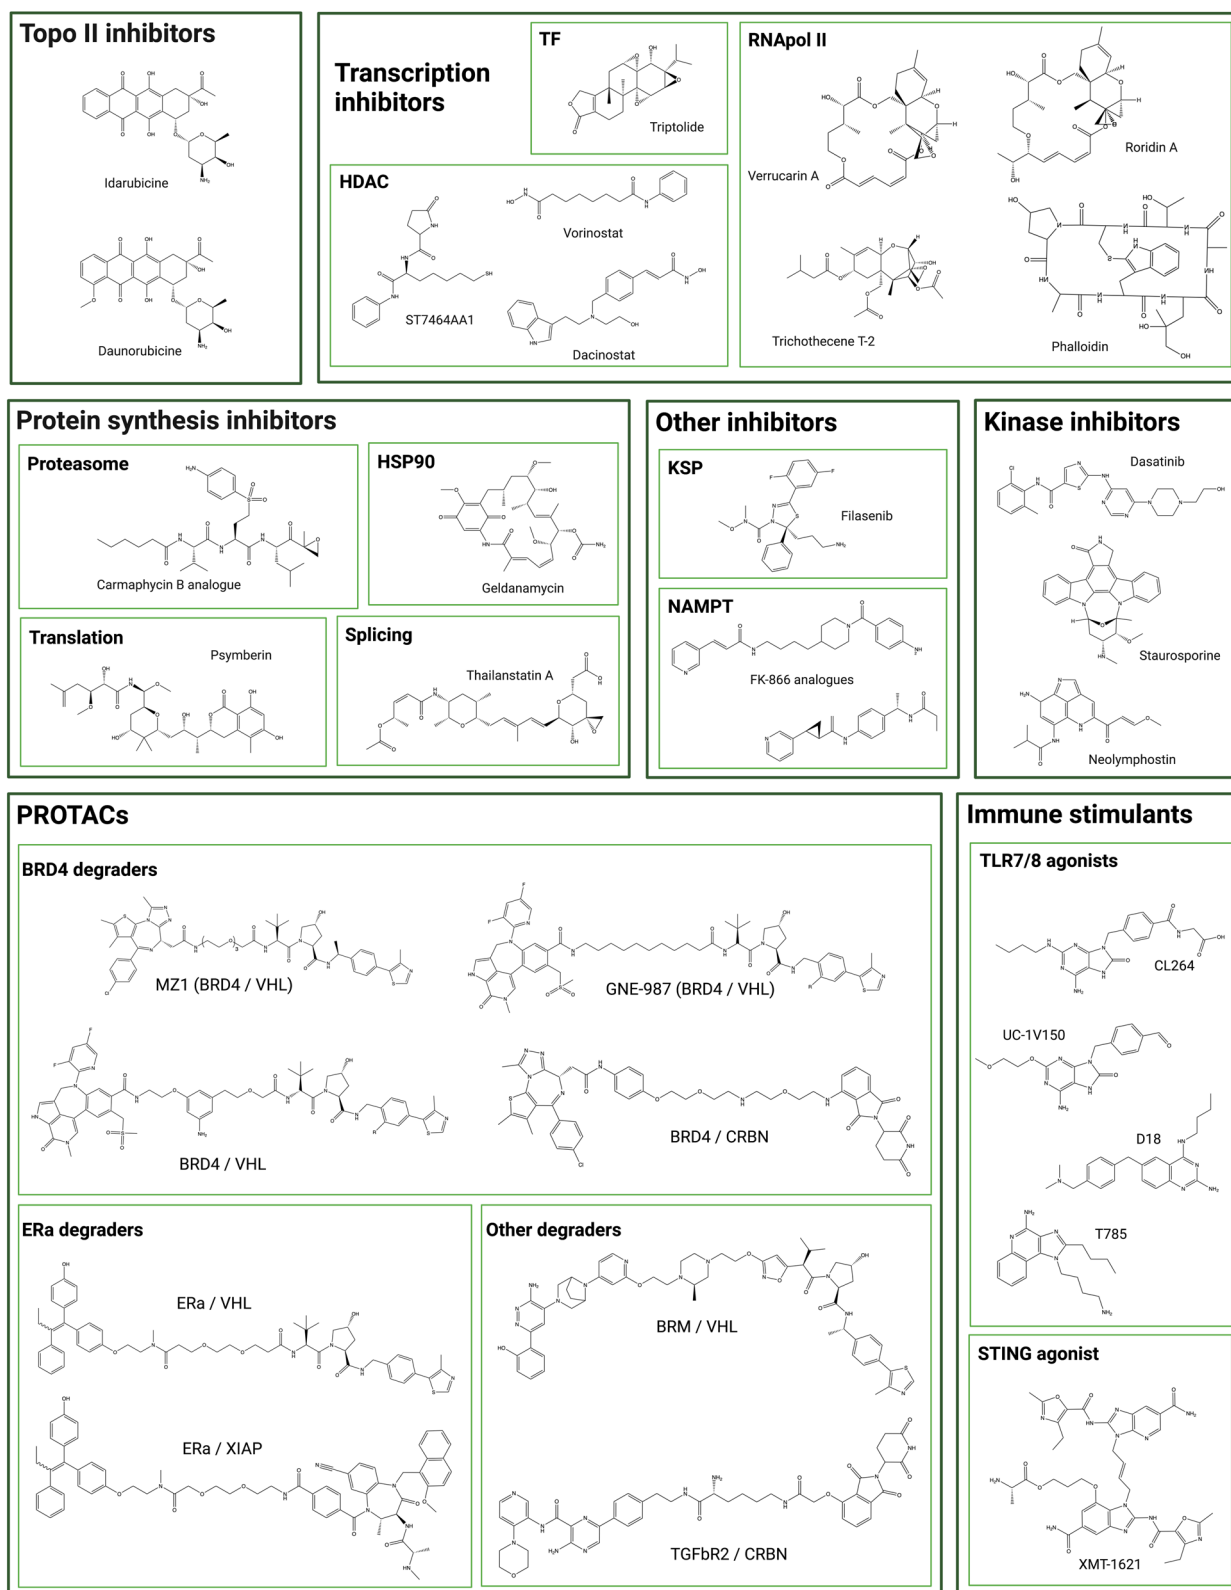 Topo II inhibitors
Idarubicine
Daunorubicine
Transcription
inhibitors
TF
Triptolide
HDAC
Vorinostat
ST7464AA1
Dacinostat
RNApol II
Verrucarin A
Roridin A
Trichothecene T-2
Phalloidin
Protein synthesis inhibitors
Proteasome
Carmaphycin B analogue
HSP90
Geldanamycin
Translation
Psymberin
Splicing
Thailanstatin A
Other inhibitors
KSP
Filasenib
NAMPT
FK-866 analogues
Kinase inhibitors
Dasatinib
Staurosporine
Neolymphostin
PROTACs
BRD4 degraders
MZ1 (BRD4 / VHL)
GNE-987 (BRD4 / VHL)
BRD4 / VHL
BRD4 / CRBN
ERa degraders
ERa / VHL
ERa / XIAP
Other degraders
BRM / VHL
TGFbR2 / CRBN
Immune stimulants
TLR7/8 agonists
CL264
UC-1V150
D18
T785
STING agonist
XMT-1621